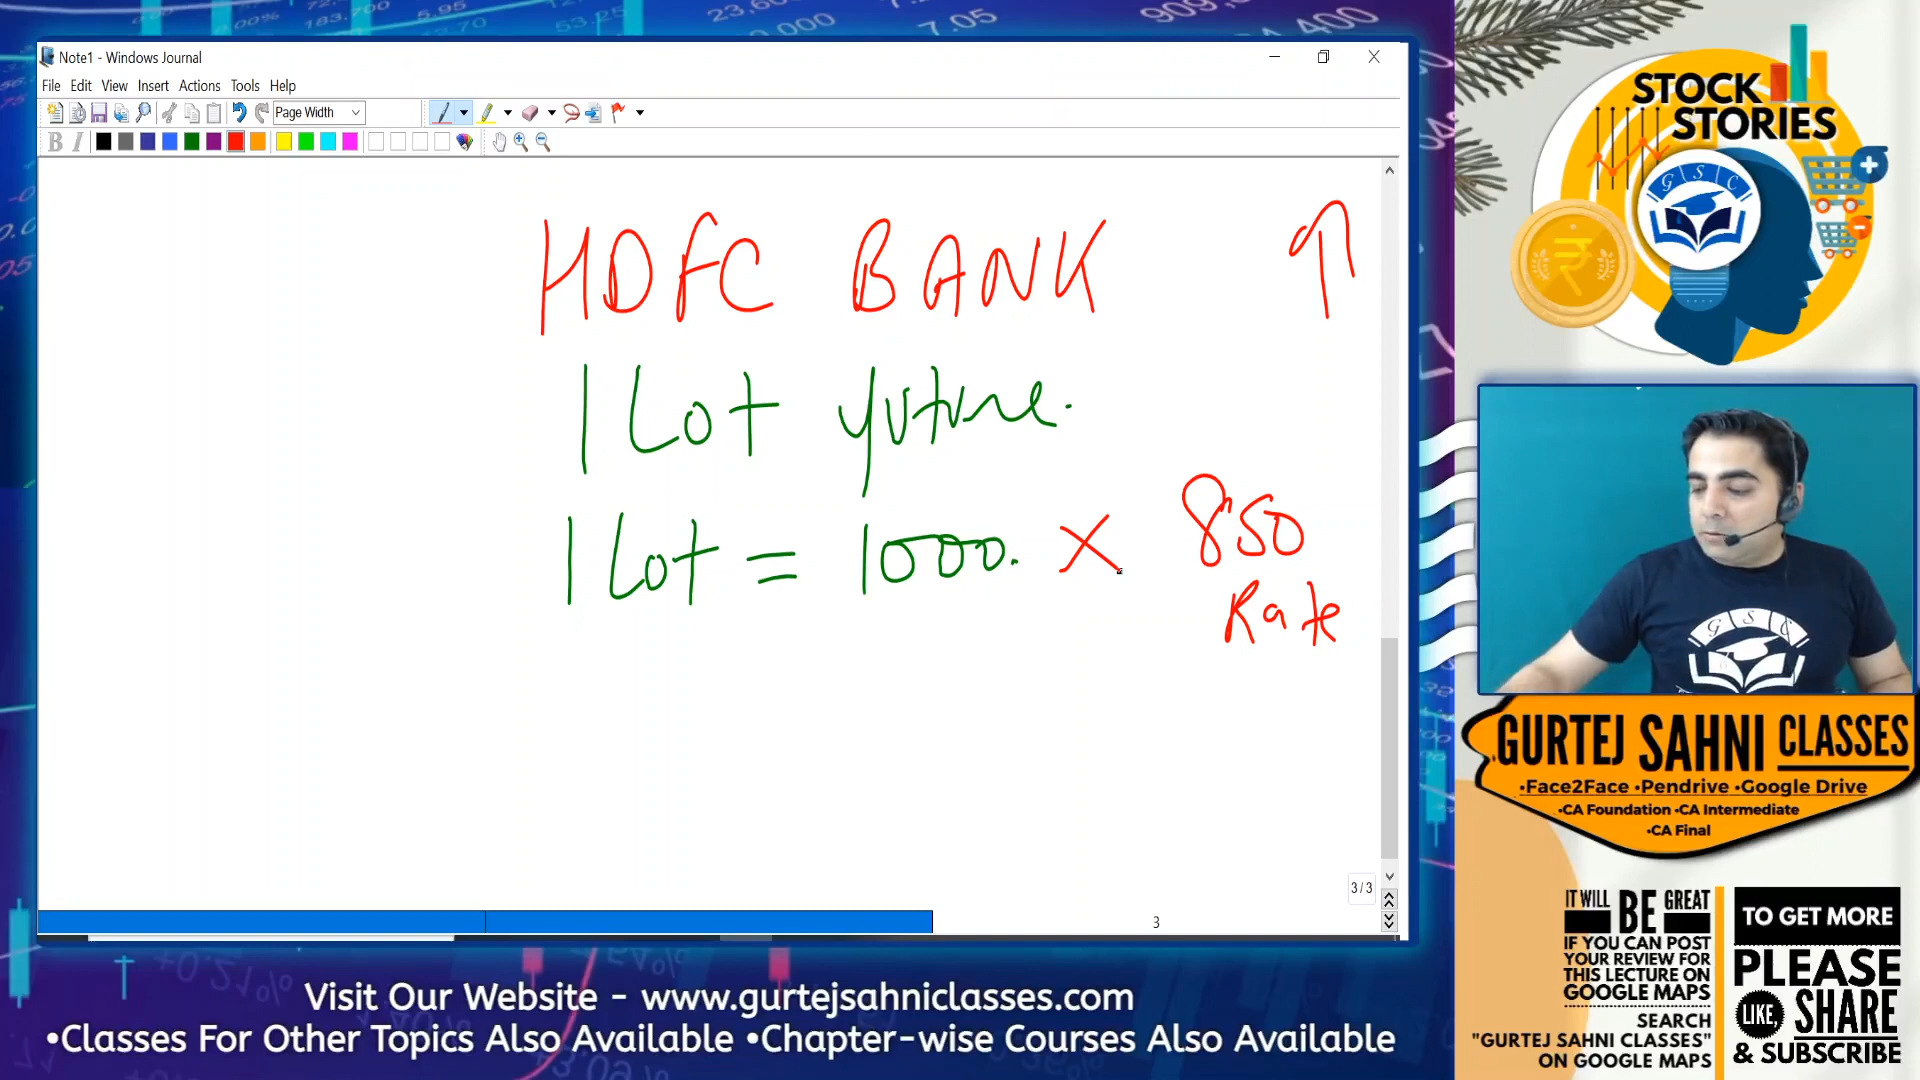 Note1 - Windows Journal
File Edit View Insert Actions Tools Help
Page Width
B I
HDFC BANK
1 Lot future.
1 Lot = 1000. X 850
Rate
3 / 3
3
STOCK
STORIES
G S C
G S C
GURTEJ SAHNI CLASSES
•Face2Face •Pendrive •Google Drive
•CA Foundation •CA Intermediate
•CA Final
IT WILL BE GREAT
IF YOU CAN POST
YOUR REVIEW FOR
THIS LECTURE ON
GOOGLE MAPS
SEARCH
"GURTEJ SAHNI CLASSES"
ON GOOGLE MAPS
TO GET MORE
PLEASE
LIKE, SHARE
& SUBSCRIBE
Visit Our Website - www.gurtejsahniclasses.com
•Classes For Other Topics Also Available •Chapter-wise Courses Also Available